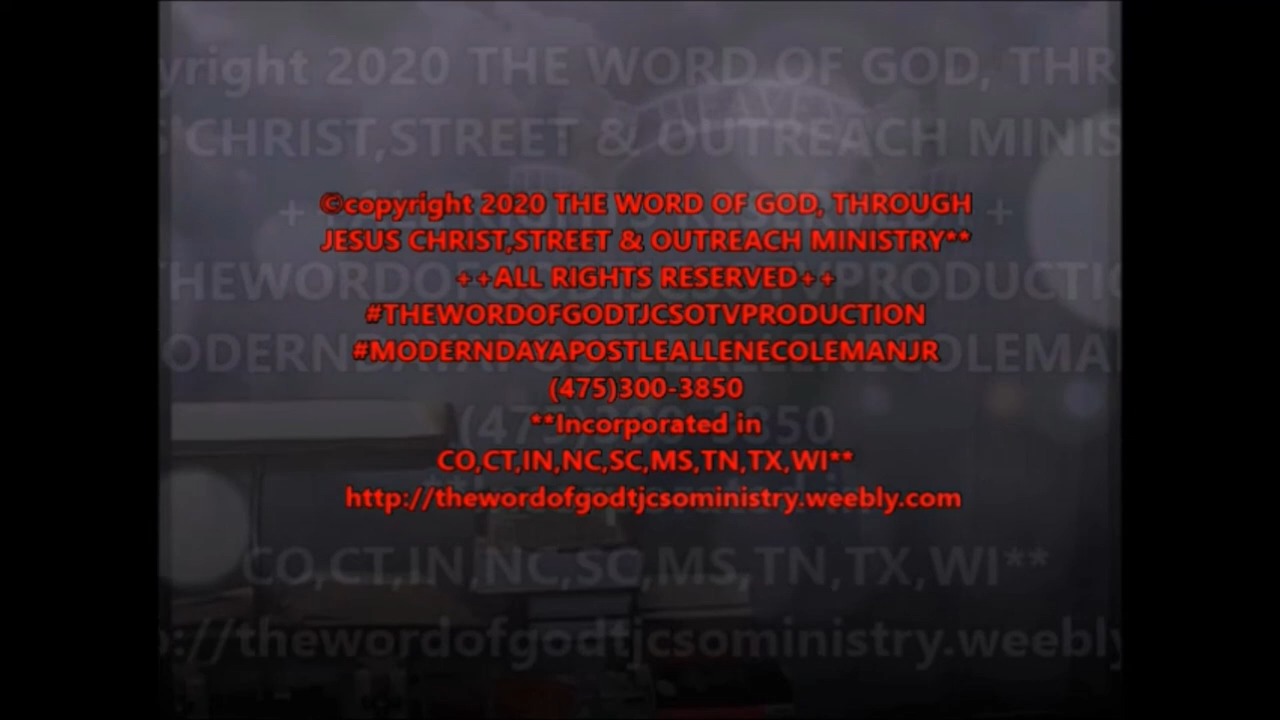 ©copyright 2020 THE WORD OF GOD, THROUGH
JESUS CHRIST,STREET & OUTREACH MINISTRY**
++ALL RIGHTS RESERVED++
#THEWORDOFGODTJCSOTVPRODUCTION
#MODERNDAYAPOSTLEALLENECOLEMANJR
(475)300-3850
**Incorporated in
CO,CT,IN,NC,SC,MS,TN,TX,WI**
http://thewordofgodtjcsoministry.weebly.com